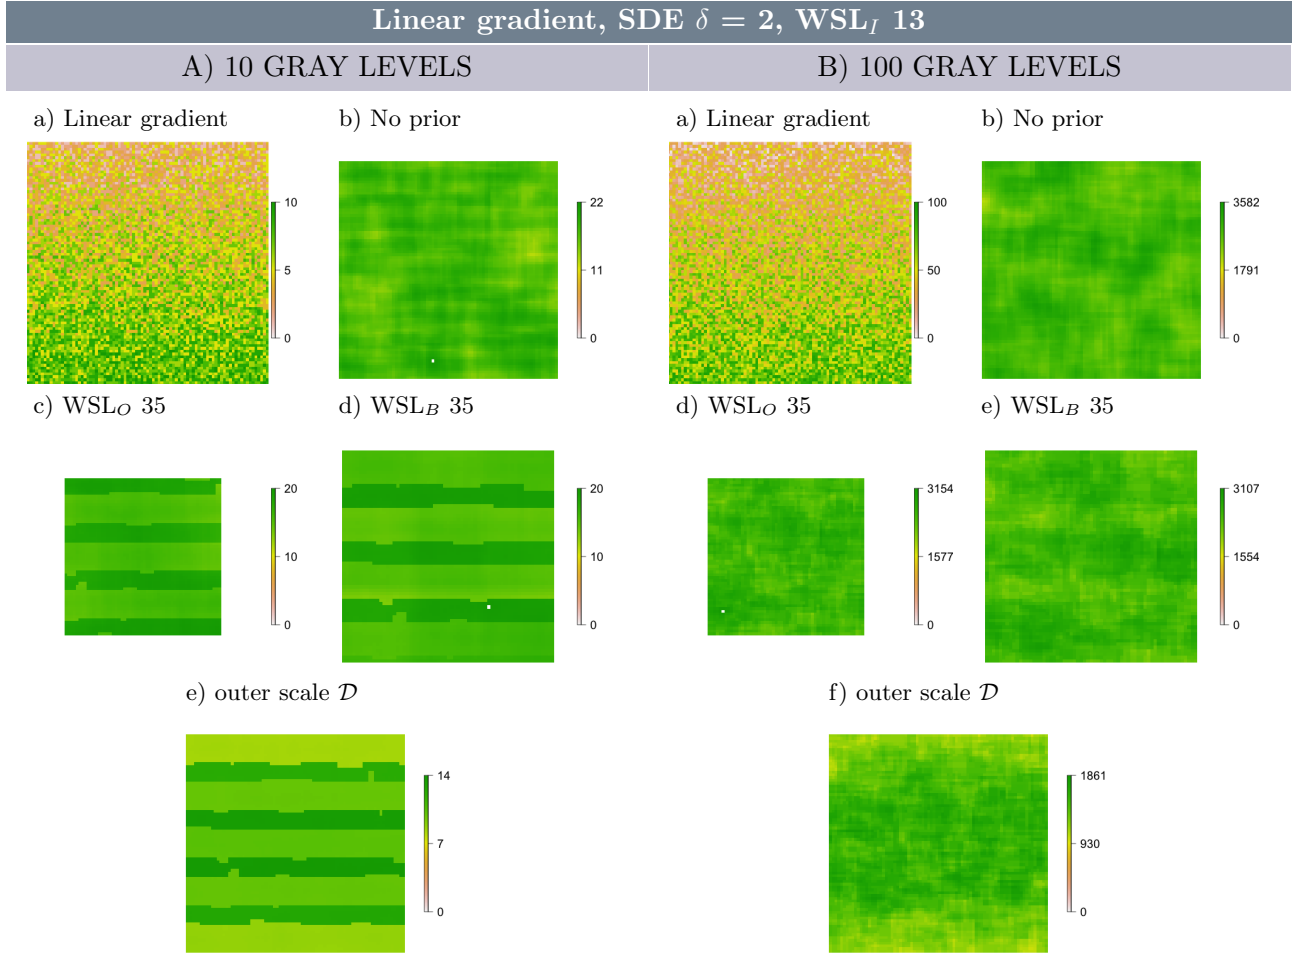 Linear gradient, SDE δ = 2, WSL_I 13
A) 10 GRAY LEVELS
B) 100 GRAY LEVELS
a) Linear gradient
b) No prior
a) Linear gradient
b) No prior
10
5
0
22
11
0
100
50
0
3582
1791
0
c) WSL_O 35
d) WSL_B 35
d) WSL_O 35
e) WSL_B 35
20
10
0
20
10
0
3154
1577
0
3107
1554
0
e) outer scale 𝒟
f) outer scale 𝒟
14
7
0
1861
930
0